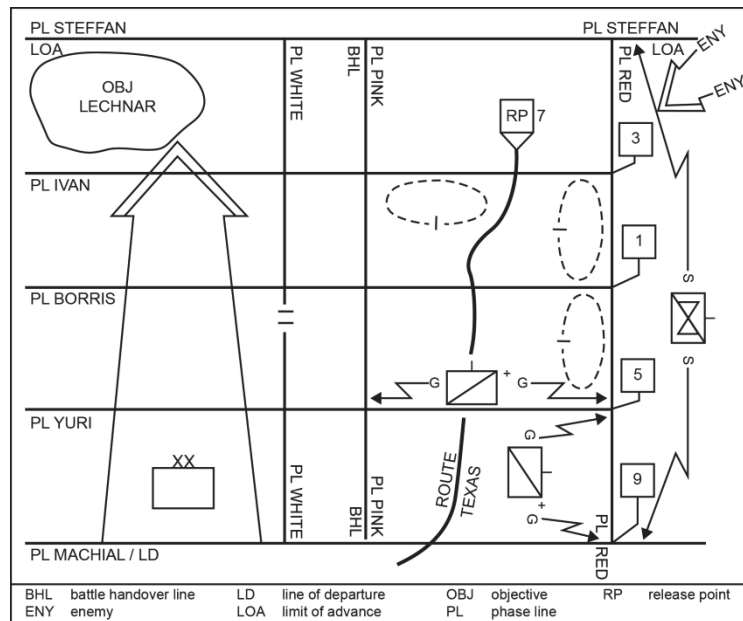 PL STEFFAN
PL STEFFAN
LOA
LOA
ENY
ENY
OBJ
LECHNAR
PL WHITE
BHL
PL PINK
PL RED
RP 7
3
PL IVAN
1
S
PL BORRIS
S
5
G + G
PL YURI
G
XX
ROUTE
TEXAS
PL WHITE
BHL
PL PINK
9
+
G
PL RED
PL MACHIAL / LD
BHL battle handover line LD line of departure OBJ objective RP release point
ENY enemy LOA limit of advance PL phase line